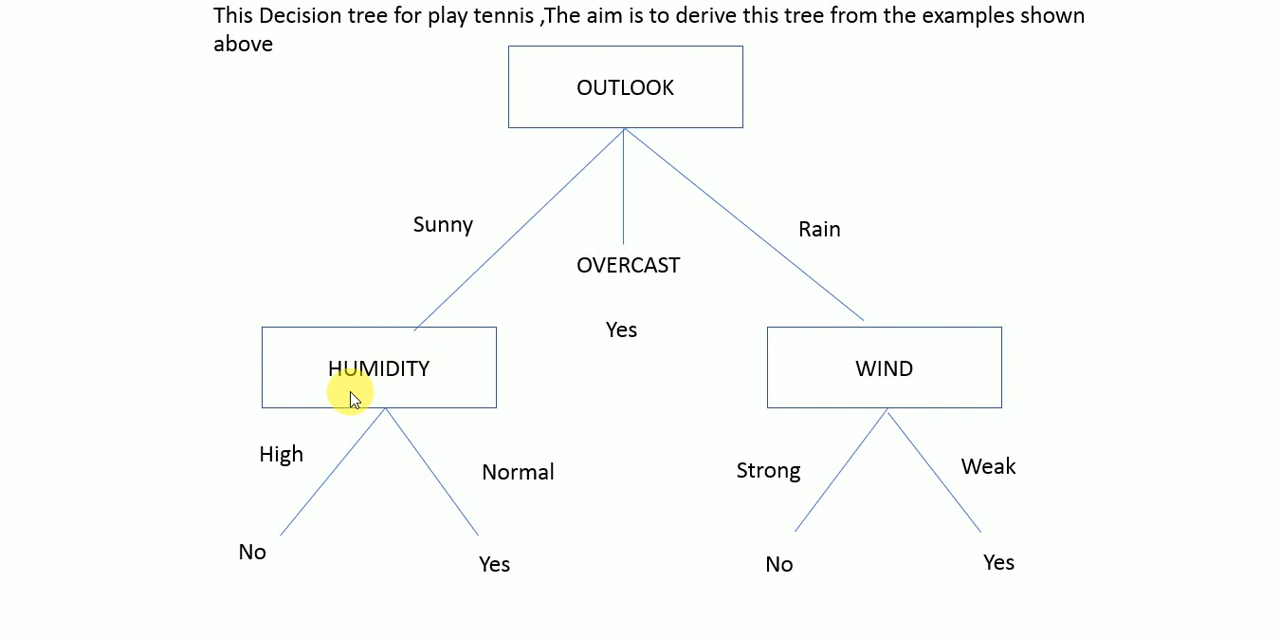 This Decision tree for play tennis ,The aim is to derive this tree from the examples shown
above
OUTLOOK
Sunny
Rain
OVERCAST
Yes
HUMIDITY
WIND
High
Normal
Strong
Weak
No
Yes
No
Yes